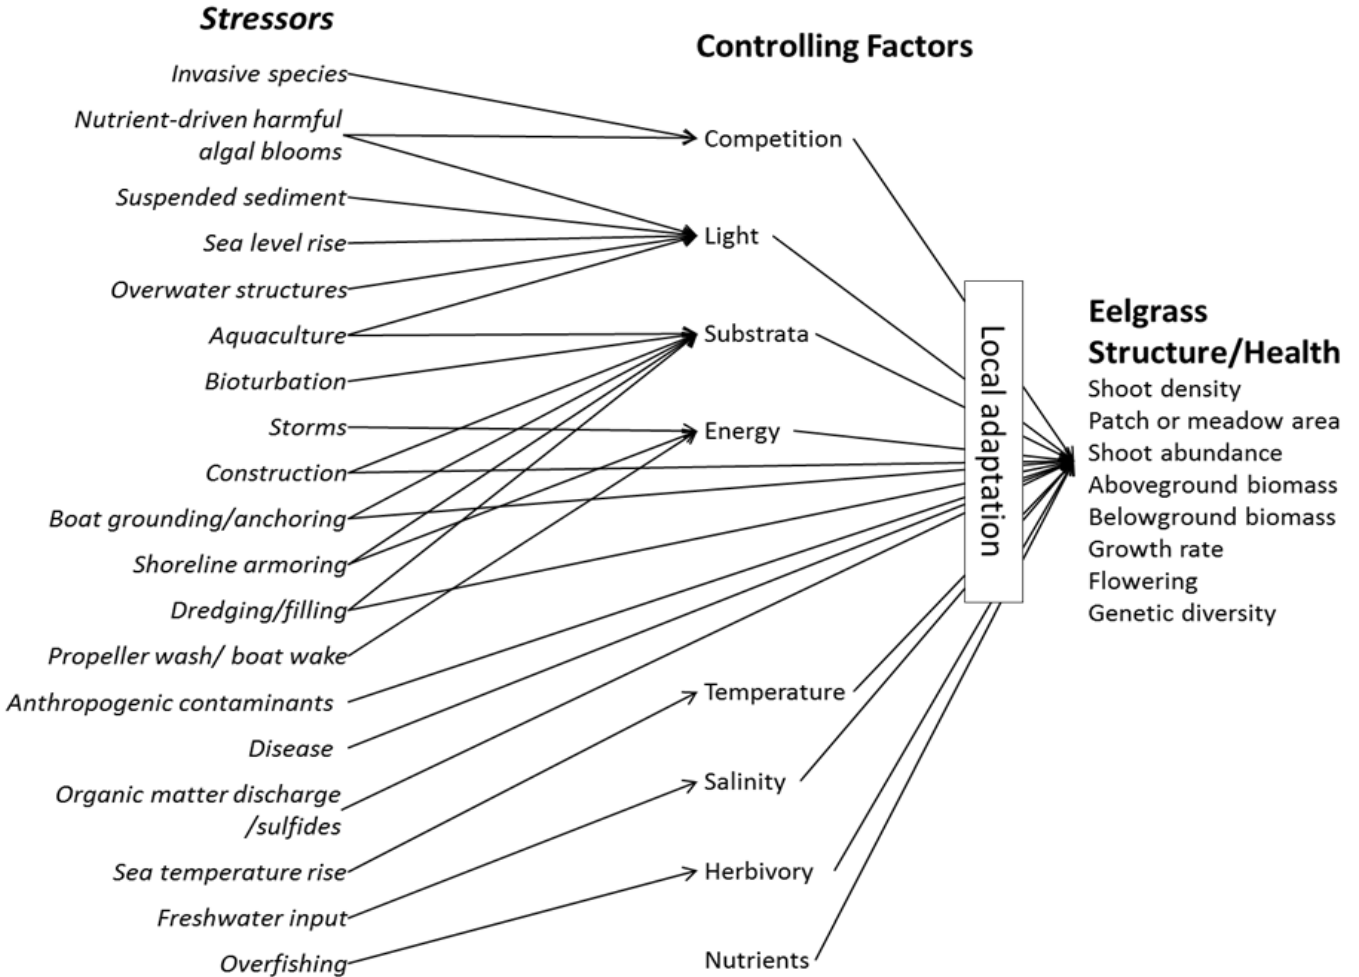 Stressors
Invasive species
Nutrient-driven harmful
algal blooms
Suspended sediment
Sea level rise
Overwater structures
Aquaculture
Bioturbation
Storms
Construction
Boat grounding/anchoring
Shoreline armoring
Dredging/filling
Propeller wash/ boat wake
Anthropogenic contaminants
Disease
Organic matter discharge
/sulfides
Sea temperature rise
Freshwater input
Overfishing
Controlling Factors
Competition
Light
Substrata
Energy
Temperature
Salinity
Herbivory
Nutrients
Local adaptation
Eelgrass
Structure/Health
Shoot density
Patch or meadow area
Shoot abundance
Aboveground biomass
Belowground biomass
Growth rate
Flowering
Genetic diversity